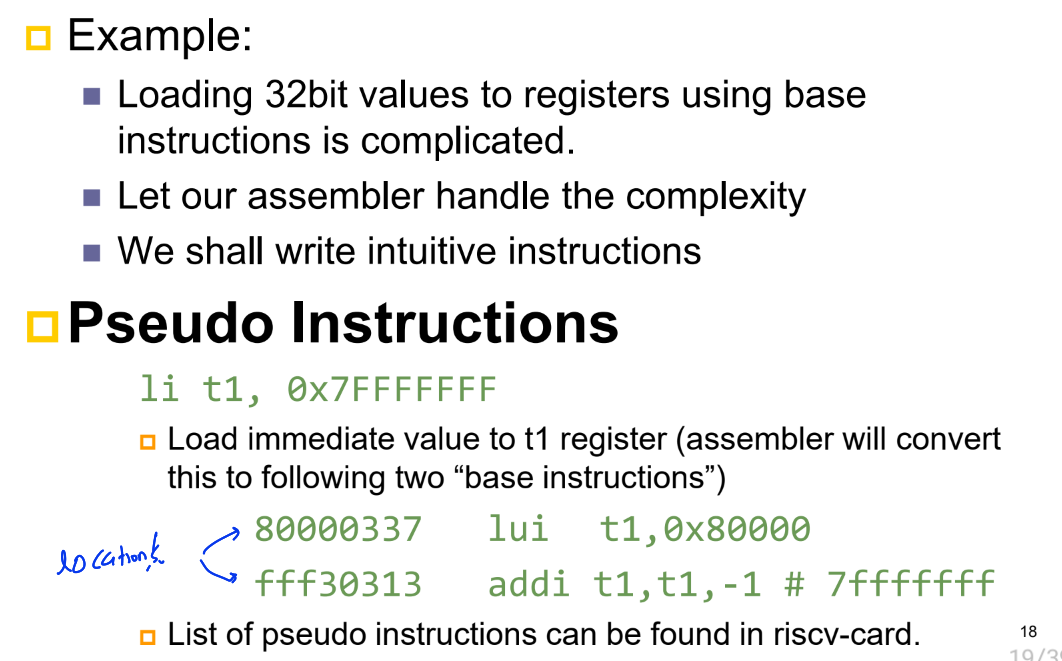 Example:
Loading 32bit values to registers using base
instructions is complicated.
Let our assembler handle the complexity
We shall write intuitive instructions
Pseudo Instructions
li t1, 0x7FFFFFFF
Load immediate value to t1 register (assembler will convert
this to following two “base instructions”)
80000337 lui t1,0x80000
locations
fff30313 addi t1,t1,-1 # 7fffffff
List of pseudo instructions can be found in riscv-card.
18